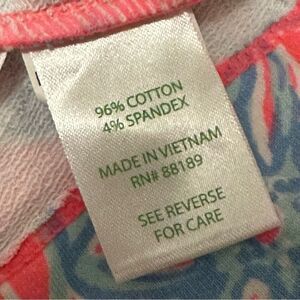 96% COTTON
4% SPANDEX
MADE IN VIETNAM
RN# 88189
SEE REVERSE
FOR CARE